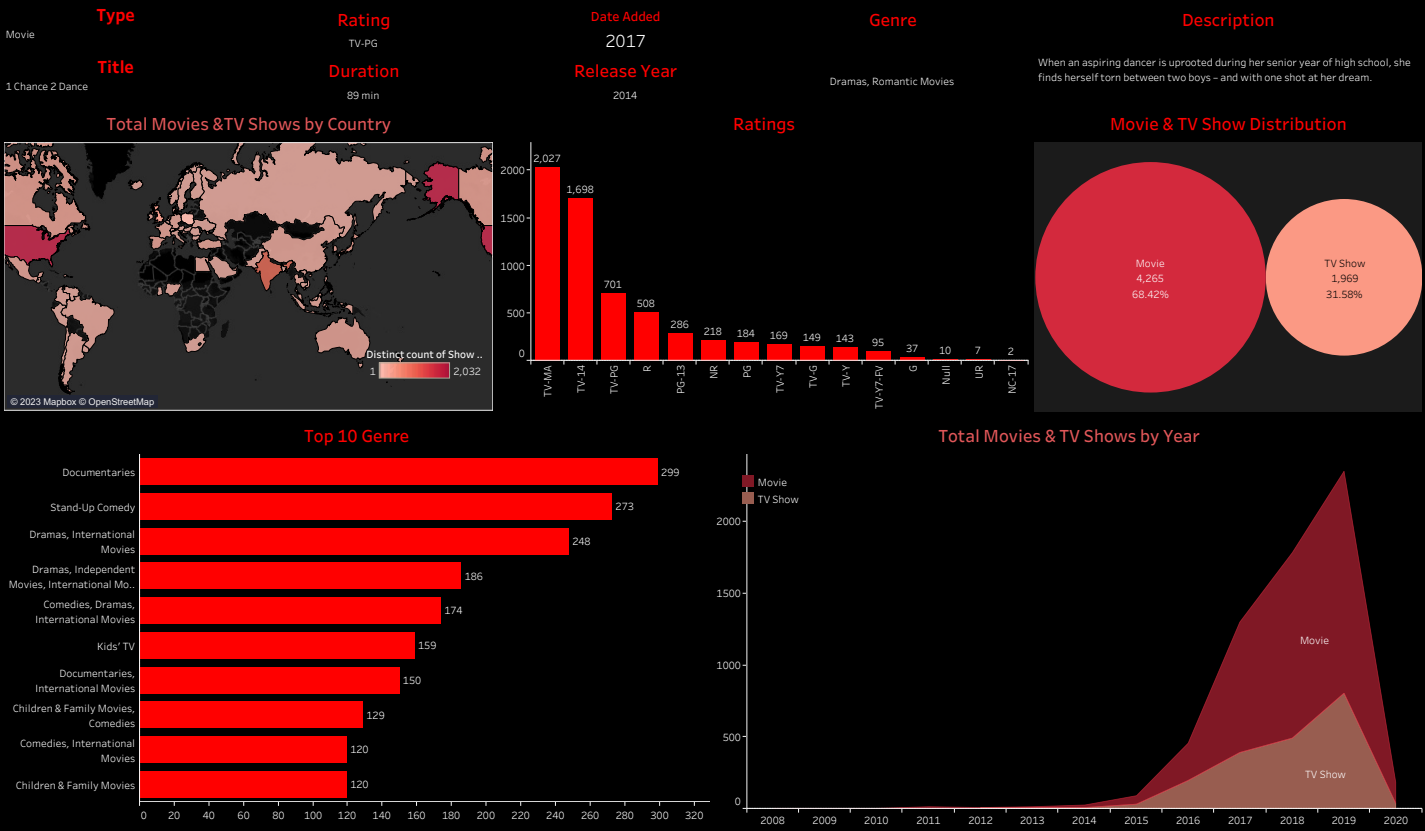 Type
Movie
Title
1 Chance 2 Dance
Rating
TV-PG
Duration
89 min
Date Added
2017
Release Year
2014
Genre
Dramas, Romantic Movies
Description
When an aspiring dancer is uprooted during her senior year of high school, she
finds herself torn between two boys – and with one shot at her dream.
Total Movies &TV Shows by Country
Distinct count of Show ..
1
2,032
© 2023 Mapbox © OpenStreetMap
Ratings
2000
1500
1000
500
0
2,027
1,698
701
508
286
218
184
169
149
143
95
37
10
7
2
TV-MA
TV-14
TV-PG
R
PG-13
NR
PG
TV-Y7
TV-G
TV-Y
TV-Y7-FV
G
Null
UR
NC-17
Movie & TV Show Distribution
Movie
4,265
68.42%
TV Show
1,969
31.58%
Top 10 Genre
Documentaries
299
Stand-Up Comedy
273
Dramas, International
Movies
248
Dramas, Independent
Movies, International Mo..
186
Comedies, Dramas,
International Movies
174
Kids' TV
159
Documentaries,
International Movies
150
Children & Family Movies,
Comedies
129
Comedies, International
Movies
120
Children & Family Movies
120
0 20 40 60 80 100 120 140 160 180 200 220 240 260 280 300 320
Total Movies & TV Shows by Year
Movie
TV Show
2000
1500
1000
500
0
Movie
TV Show
2008 2009 2010 2011 2012 2013 2014 2015 2016 2017 2018 2019 2020